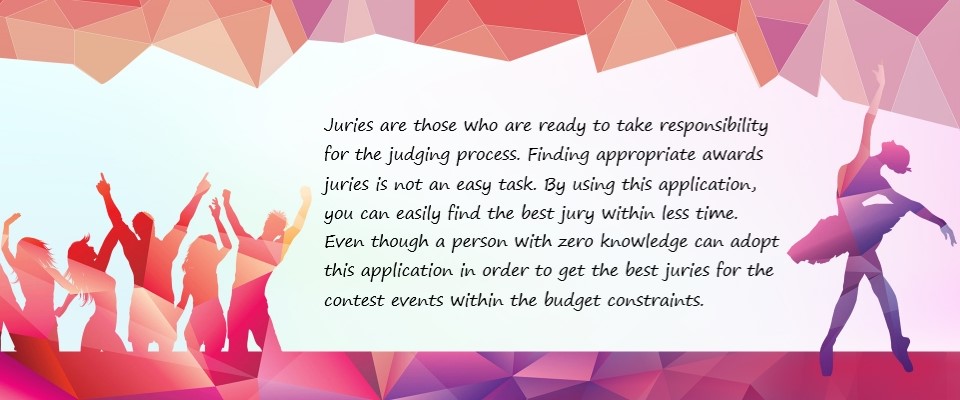 Juries are those who are ready to take responsibility
for the judging process. Finding appropriate awards
juries is not an easy task. By using this application,
you can easily find the best jury within less time.
Even though a person with zero knowledge can adopt
this application in order to get the best juries for the
contest events within the budget constraints.